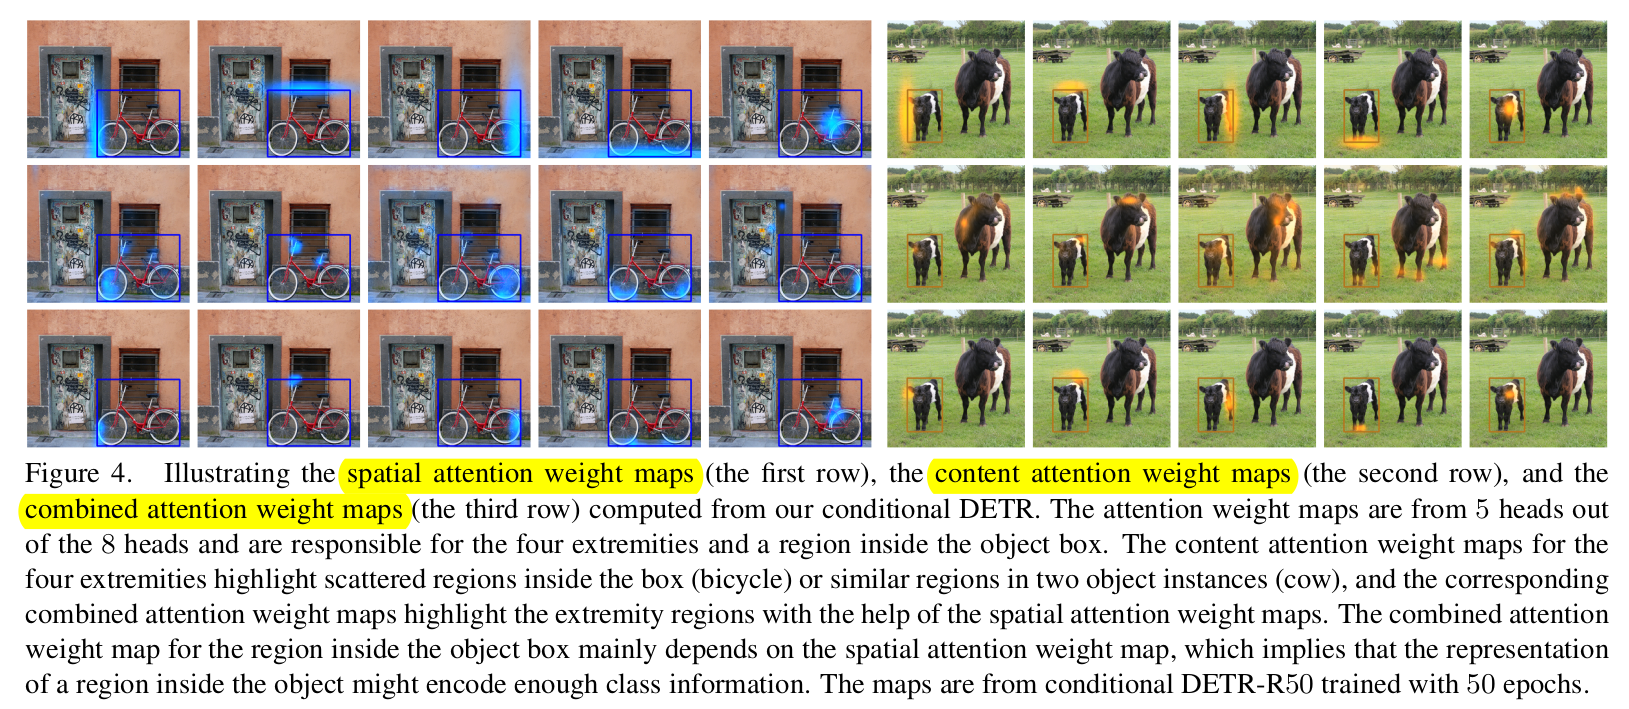 Figure 4. Illustrating the spatial attention weight maps (the first row), the content attention weight maps (the second row), and the
combined attention weight maps (the third row) computed from our conditional DETR. The attention weight maps are from 5 heads out
of the 8 heads and are responsible for the four extremities and a region inside the object box. The content attention weight maps for the
four extremities highlight scattered regions inside the box (bicycle) or similar regions in two object instances (cow), and the corresponding
combined attention weight maps highlight the extremity regions with the help of the spatial attention weight maps. The combined attention
weight map for the region inside the object box mainly depends on the spatial attention weight map, which implies that the representation
of a region inside the object might encode enough class information. The maps are from conditional DETR-R50 trained with 50 epochs.